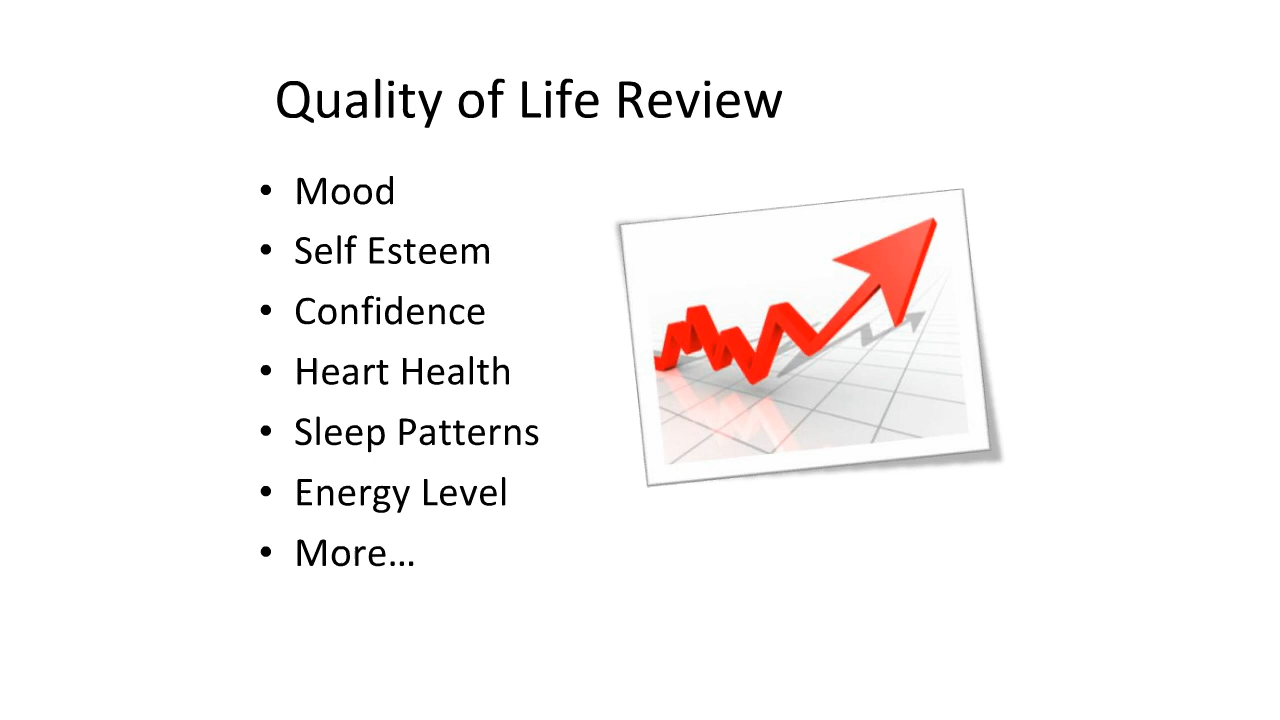 Quality of Life Review
• Mood
• Self Esteem
• Confidence
• Heart Health
• Sleep Patterns
• Energy Level
• More…